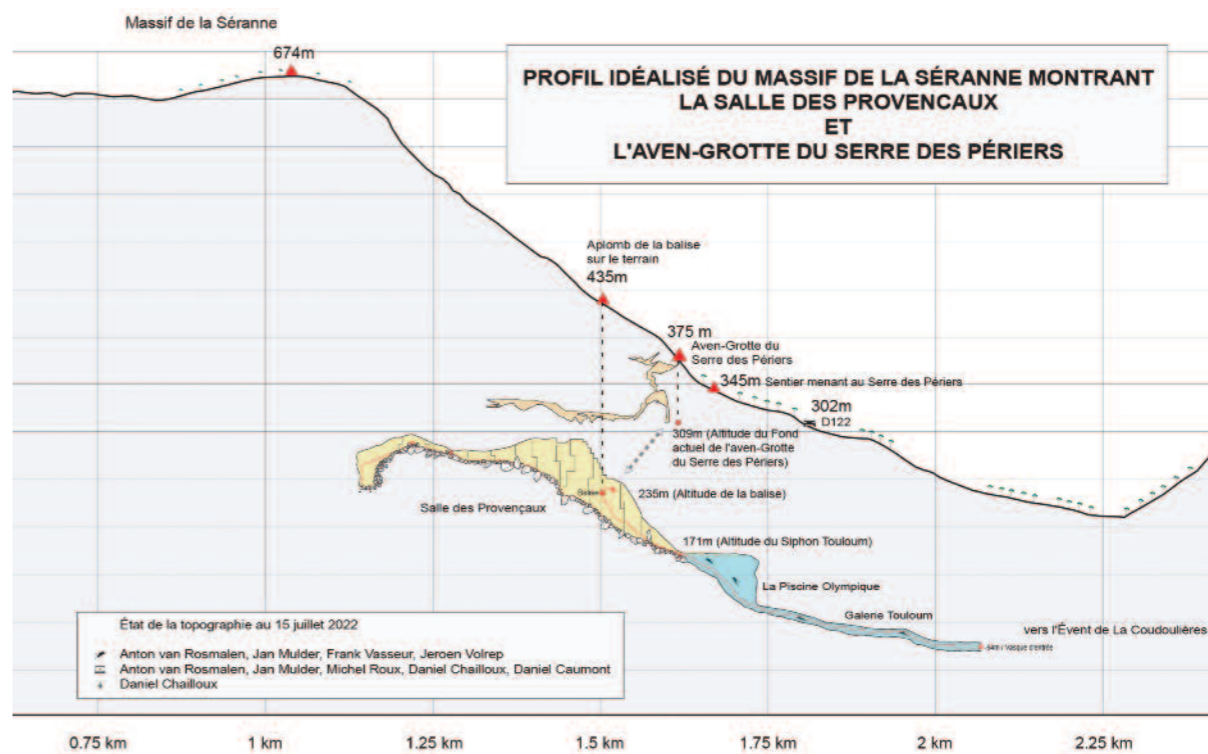 Massif de la Séranne
674m
PROFIL IDÉALISÉ DU MASSIF DE LA SÉRANNE MONTRANT
LA SALLE DES PROVENCAUX
ET
L'AVEN-GROTTE DU SERRE DES PÉRIERS
Aplomb de la balise
sur le terrain
435m
375 m
Aven-Grotte du
Serre des Périers
345m Sentier menant au Serre des Périers
302m
D122
309m (Altitude du Fond
actuel de l'aven-Grotte
du Serre des Périers)
Balise
235m (Altitude de la balise)
Salle des Provençaux
171m (Altitude du Siphon Touloum)
La Piscine Olympique
Galerie Touloum
vers l'Évent de La Coudoulières
-84m / Vasque d'entrée
État de la topographie au 15 juillet 2022
Anton van Rosmalen, Jan Mulder, Frank Vasseur, Jeroen Volrep
Anton van Rosmalen, Jan Mulder, Michel Roux, Daniel Chailloux, Daniel Caumont
Daniel Chailloux
0.75 km 1 km 1.25 km 1.5 km 1.75 km 2 km 2.25 km